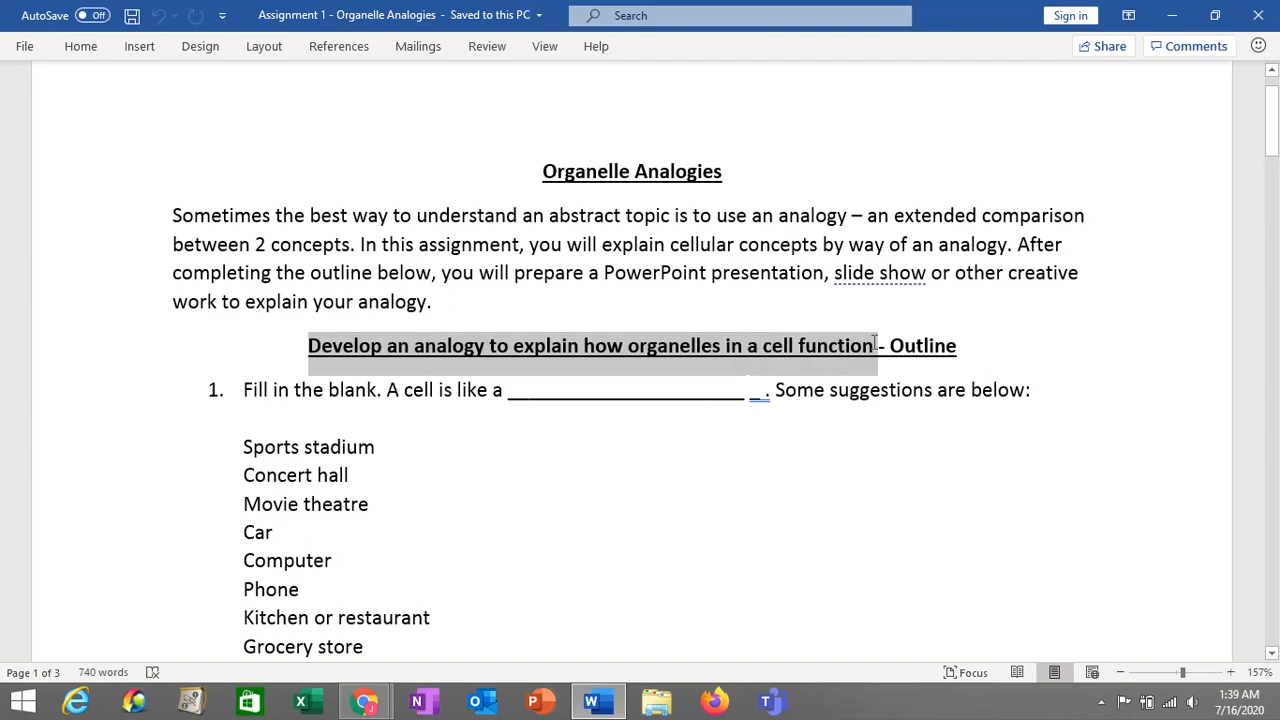 AutoSave Off Assignment 1 - Organelle Analogies - Saved to this PC Search Sign in
File Home Insert Design Layout References Mailings Review View Help Share Comments
Organelle Analogies
Sometimes the best way to understand an abstract topic is to use an analogy – an extended comparison
between 2 concepts. In this assignment, you will explain cellular concepts by way of an analogy. After
completing the outline below, you will prepare a PowerPoint presentation, slide show or other creative
work to explain your analogy.
Develop an analogy to explain how organelles in a cell function - Outline
1. Fill in the blank. A cell is like a ______________________ _ . Some suggestions are below:
Sports stadium
Concert hall
Movie theatre
Car
Computer
Phone
Kitchen or restaurant
Grocery store
Page 1 of 3 740 words Focus 157%
1:39 AM
7/16/2020